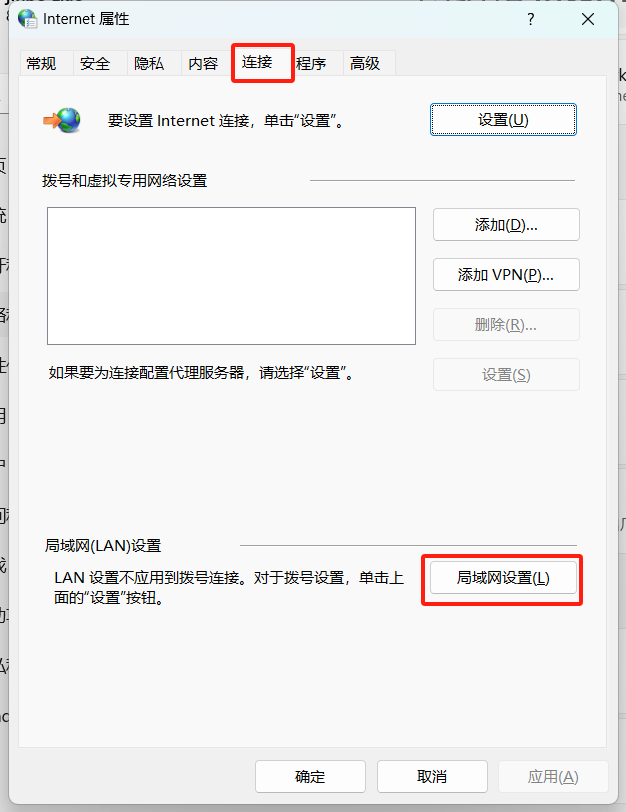 Internet 属性
?
常规
安全
隐私
内容
连接
程序
高级
要设置 Internet 连接，单击“设置”。
设置(U)
拨号和虚拟专用网络设置
添加(D)...
添加 VPN(P)...
删除(R)...
如果要为连接配置代理服务器，请选择“设置”。
设置(S)
局域网(LAN)设置
LAN 设置不应用到拨号连接。对于拨号设置，单击上
面的“设置”按钮。
局域网设置(L)
确定
取消
应用(A)